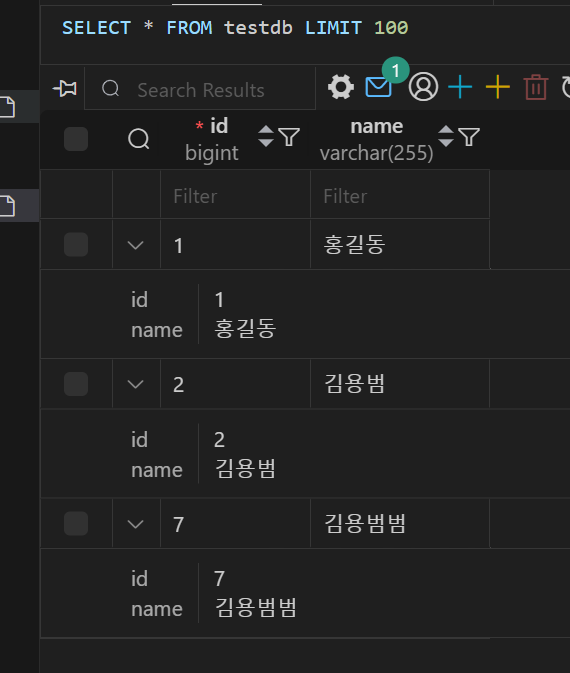 SELECT * FROM testdb LIMIT 100
Search Results 1
* id name
bigint varchar(255)
Filter Filter
1 홍길동
id 1
name 홍길동
2 김용범
id 2
name 김용범
7 김용범범
id 7
name 김용범범